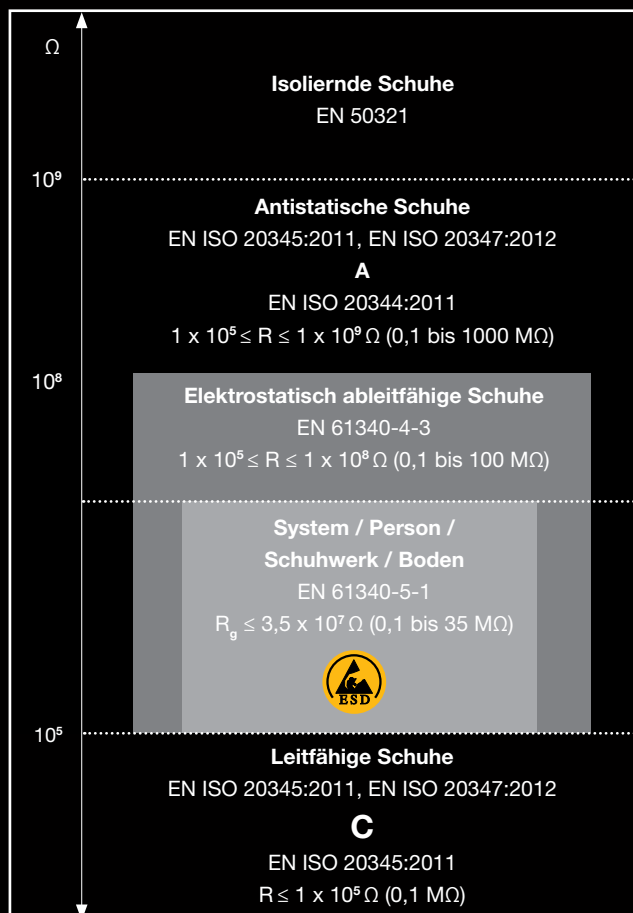 Ω
Isolierende Schuhe
EN 50321
10⁹
Antistatische Schuhe
EN ISO 20345:2011, EN ISO 20347:2012
A
EN ISO 20344:2011
1 x 10⁵ ≤ R ≤ 1 x 10⁹ Ω (0,1 bis 1000 MΩ)
10⁸
Elektrostatisch ableitfähige Schuhe
EN 61340-4-3
1 x 10⁵ ≤ R ≤ 1 x 10⁸ Ω (0,1 bis 100 MΩ)
System / Person /
Schuhwerk / Boden
EN 61340-5-1
R_g ≤ 3,5 x 10⁷ Ω (0,1 bis 35 MΩ)
ESD
10⁵
Leitfähige Schuhe
EN ISO 20345:2011, EN ISO 20347:2012
C
EN ISO 20345:2011
R ≤ 1 x 10⁵ Ω (0,1 MΩ)